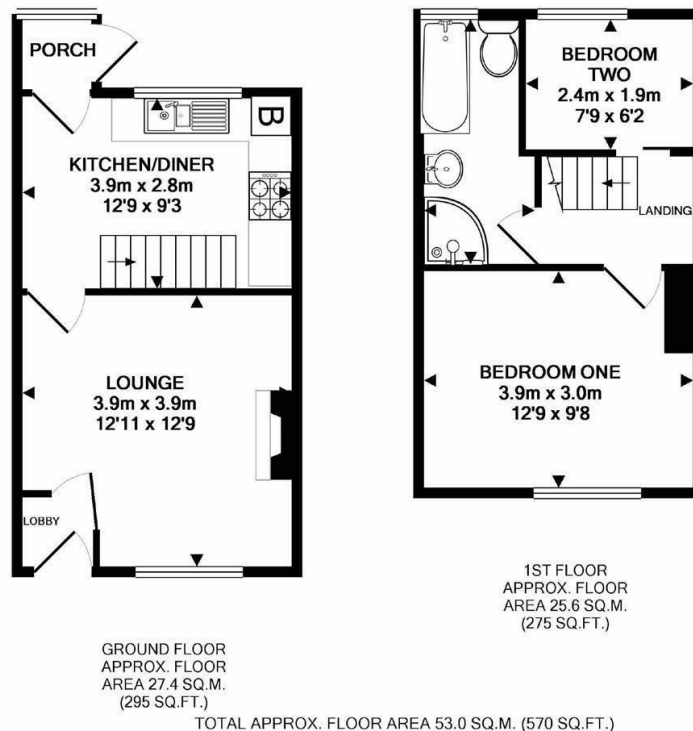 PORCH
B
KITCHEN/DINER
3.9m x 2.8m
12'9 x 9'3
LOUNGE
3.9m x 3.9m
12'11 x 12'9
LOBBY
GROUND FLOOR
APPROX. FLOOR
AREA 27.4 SQ.M.
(295 SQ.FT.)
BEDROOM
TWO
2.4m x 1.9m
7'9 x 6'2
LANDING
BEDROOM ONE
3.9m x 3.0m
12'9 x 9'8
1ST FLOOR
APPROX. FLOOR
AREA 25.6 SQ.M.
(275 SQ.FT.)
TOTAL APPROX. FLOOR AREA 53.0 SQ.M. (570 SQ.FT.)